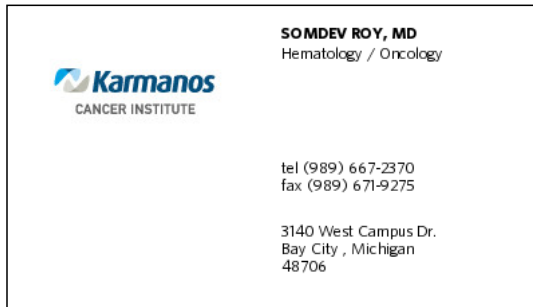 Karmanos
CANCER INSTITUTE
SOMDEV ROY, MD
Hematology / Oncology
tel (989) 667-2370
fax (989) 671-9275
3140 West Campus Dr.
Bay City , Michigan
48706